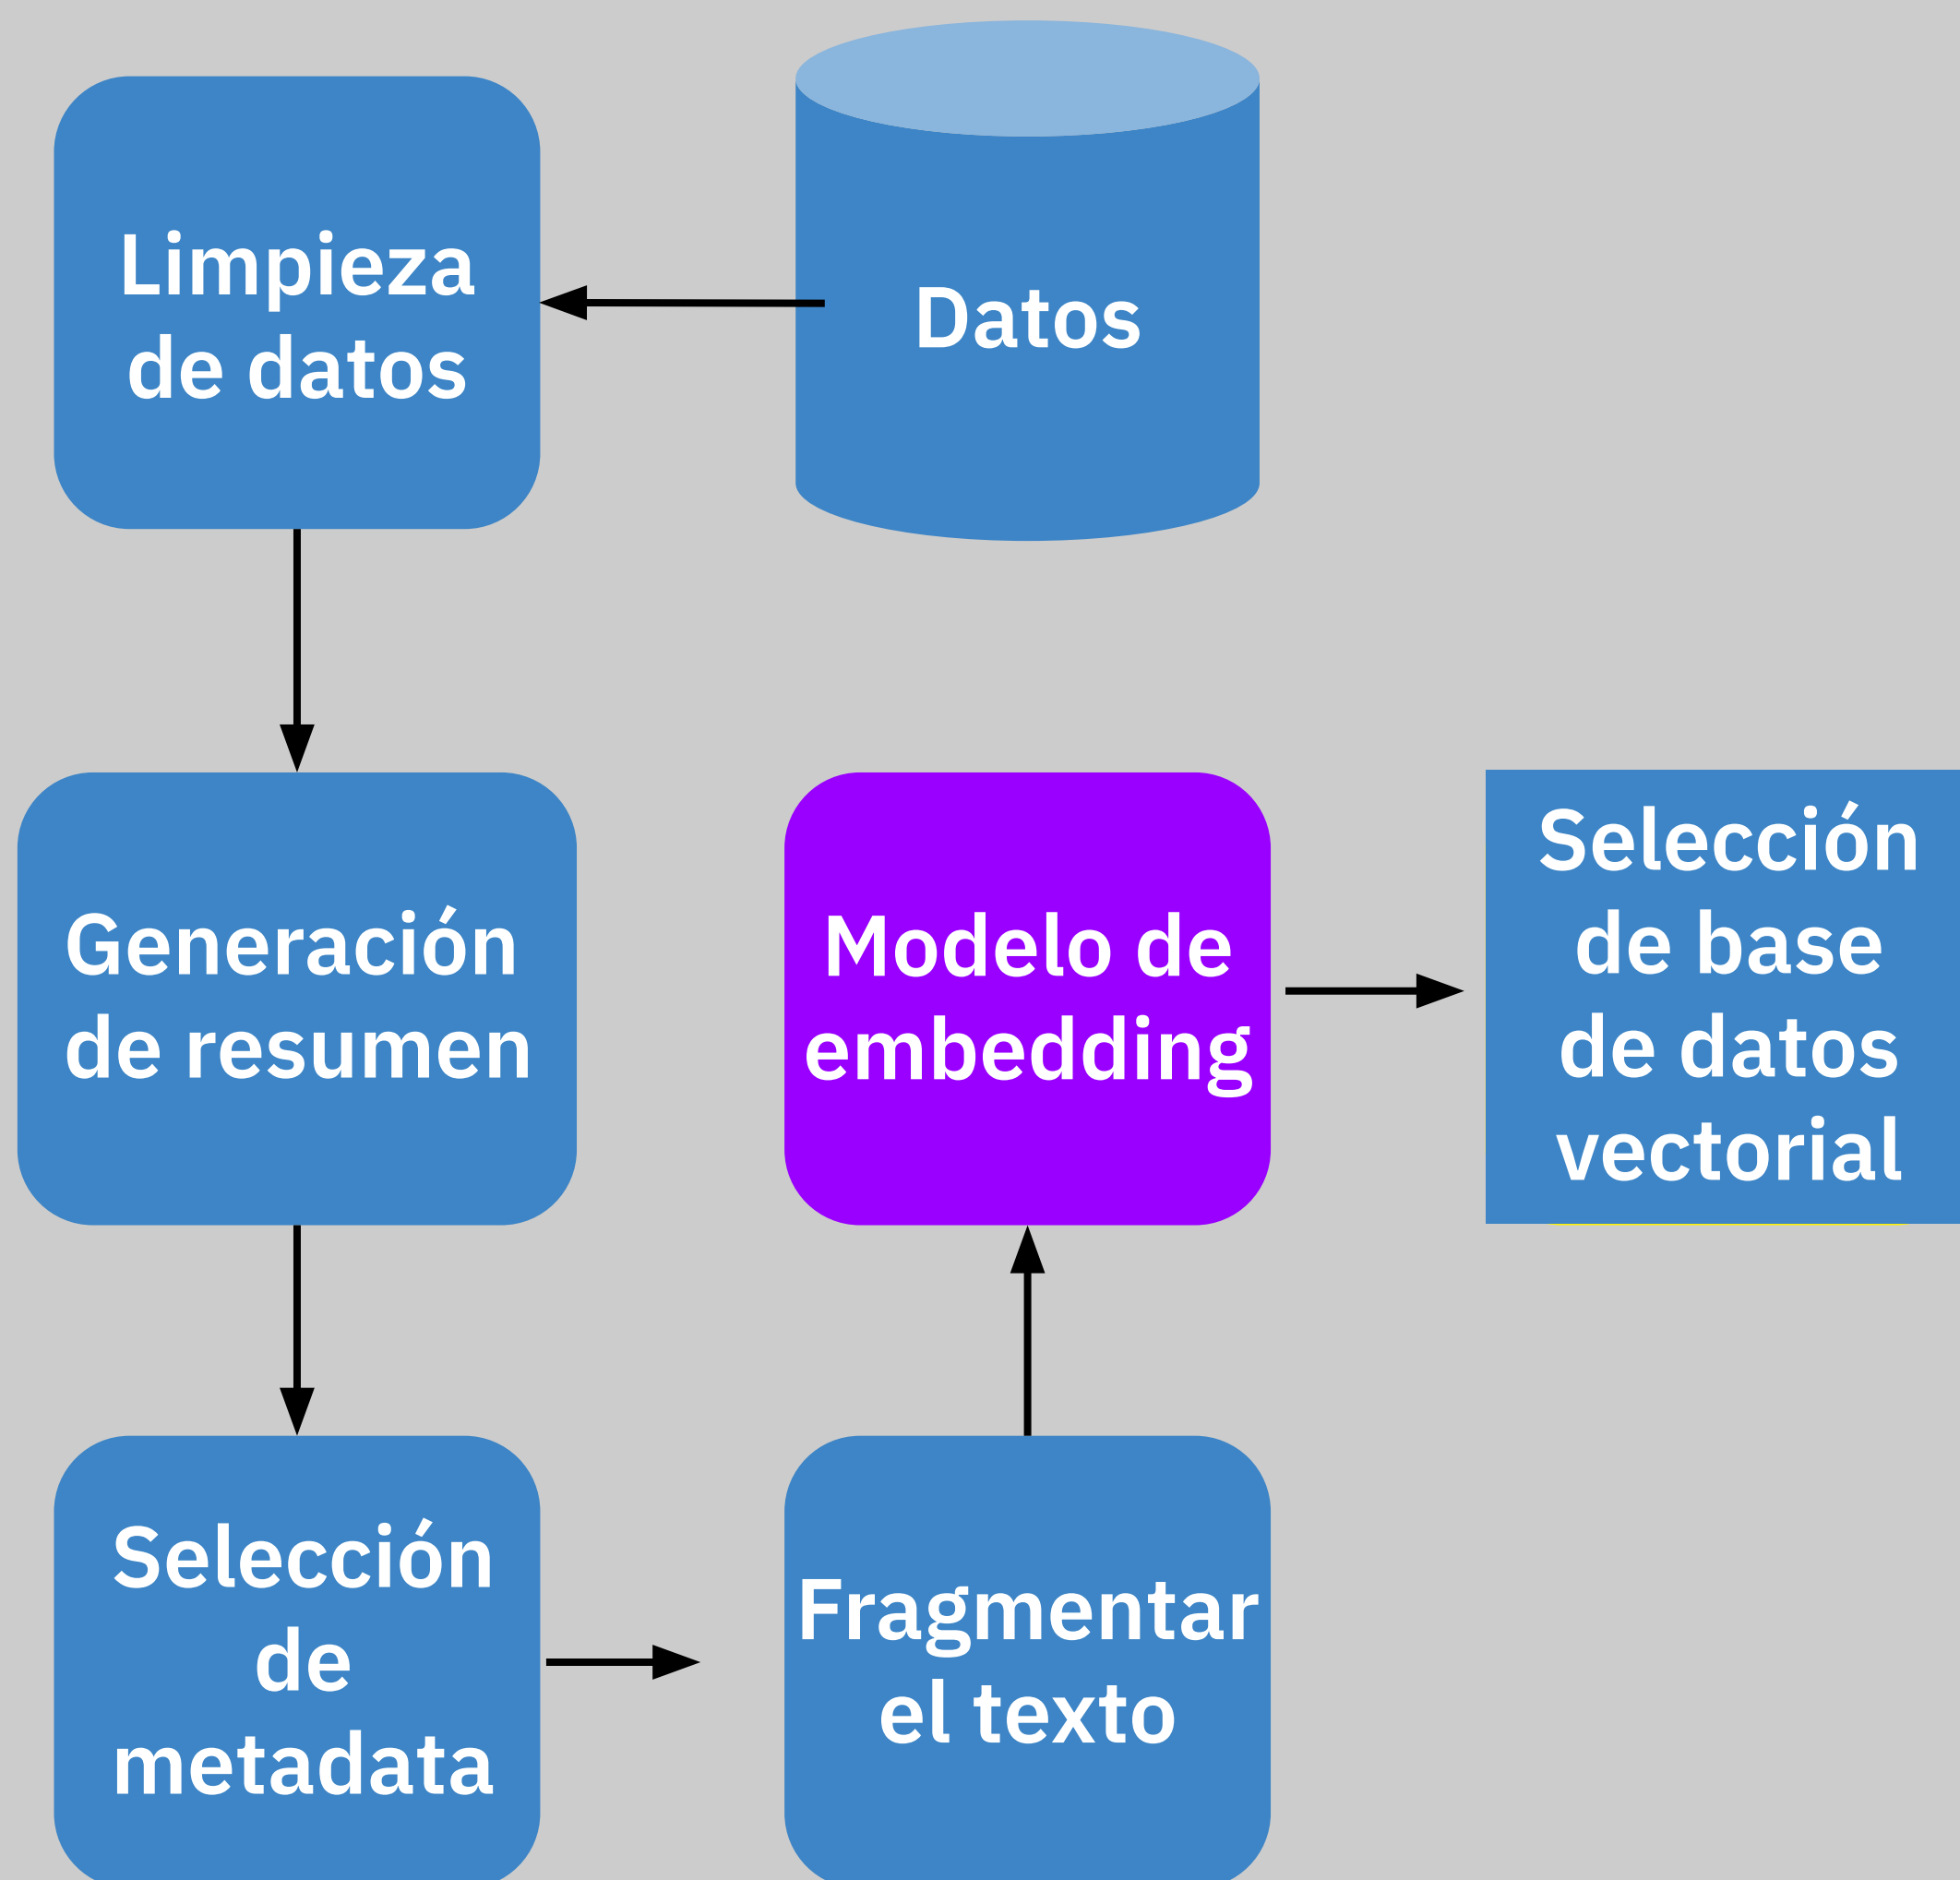 Limpieza
de datos
Datos
Generación
de resumen
Modelo de
embedding
Selección
de base
de datos
vectorial
Selección
de
metadata
Fragmentar
el texto